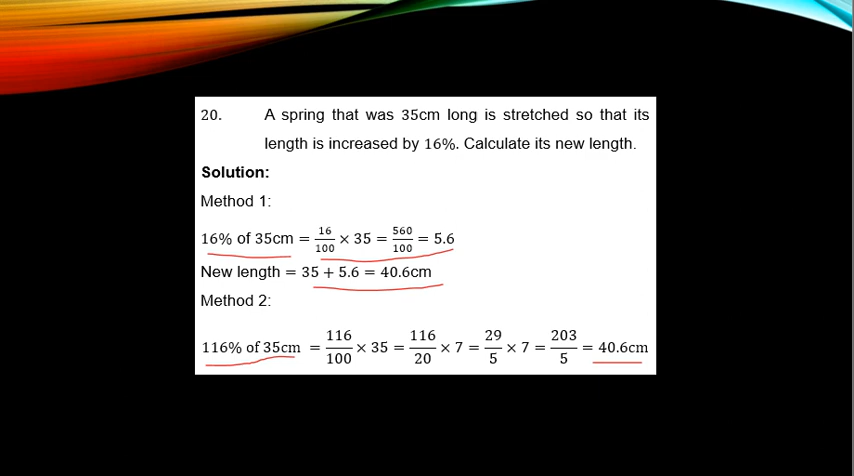 20. A spring that was 35cm long is stretched so that its
length is increased by 16%. Calculate its new length.
Solution:
Method 1:
16% of 35cm = 16/100 × 35 = 560/100 = 5.6
New length = 35 + 5.6 = 40.6cm
Method 2:
116% of 35cm = 116/100 × 35 = 116/20 × 7 = 29/5 × 7 = 203/5 = 40.6cm